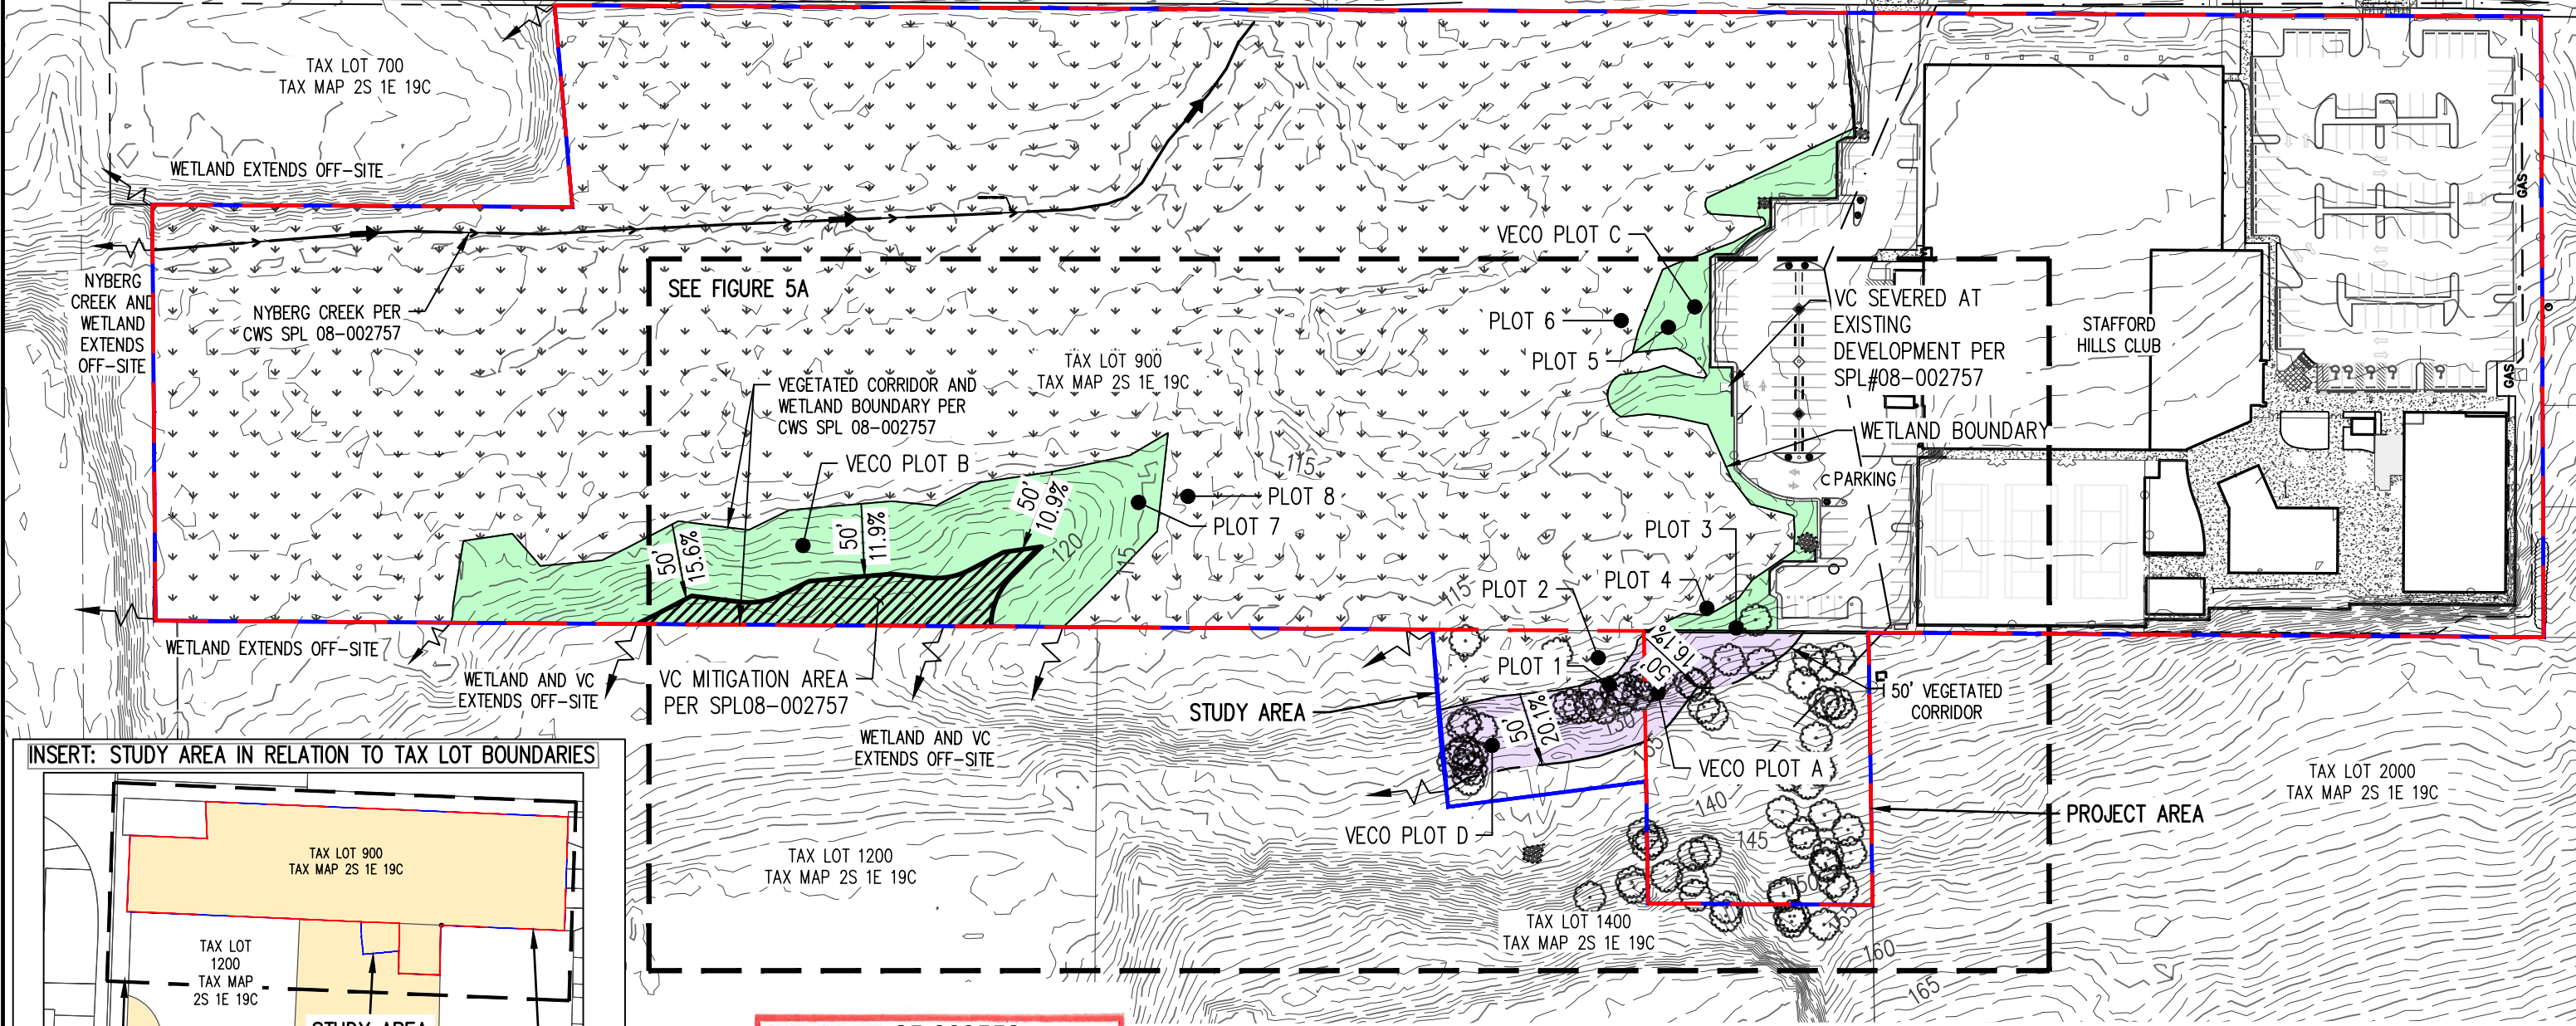 TAX LOT 700
TAX MAP 2S 1E 19C
WETLAND EXTENDS OFF-SITE
NYBERG
CREEK AND
WETLAND
EXTENDS
OFF-SITE
NYBERG CREEK PER
CWS SPL 08-002757
SEE FIGURE 5A
VEGETATED CORRIDOR AND
WETLAND BOUNDARY PER
CWS SPL 08-002757
TAX LOT 900
TAX MAP 2S 1E 19C
VECO PLOT B
50'
15.6%
50'
11.9%
50'
10.9%
120
115
115
PLOT 8
PLOT 7
VECO PLOT C
PLOT 6
PLOT 5
VC SEVERED AT
EXISTING
DEVELOPMENT PER
SPL#08-002757
WETLAND BOUNDARY
PARKING
STAFFORD
HILLS CLUB
GAS
GAS
PLOT 3
PLOT 4
PLOT 2
115
PLOT 1
50'
16.1%
50'
20.1%
WETLAND EXTENDS OFF-SITE
WETLAND AND VC
EXTENDS OFF-SITE
VC MITIGATION AREA
PER SPL08-002757
WETLAND AND VC
EXTENDS OFF-SITE
STUDY AREA
50' VEGETATED
CORRIDOR
VECO PLOT A
VECO PLOT D
140
145
160
165
PROJECT AREA
TAX LOT 2000
TAX MAP 2S 1E 19C
TAX LOT 1200
TAX MAP 2S 1E 19C
TAX LOT 1400
TAX MAP 2S 1E 19C
INSERT: STUDY AREA IN RELATION TO TAX LOT BOUNDARIES
TAX LOT 900
TAX MAP 2S 1E 19C
TAX LOT
1200
TAX MAP
2S 1E 19C
STUDY AREA